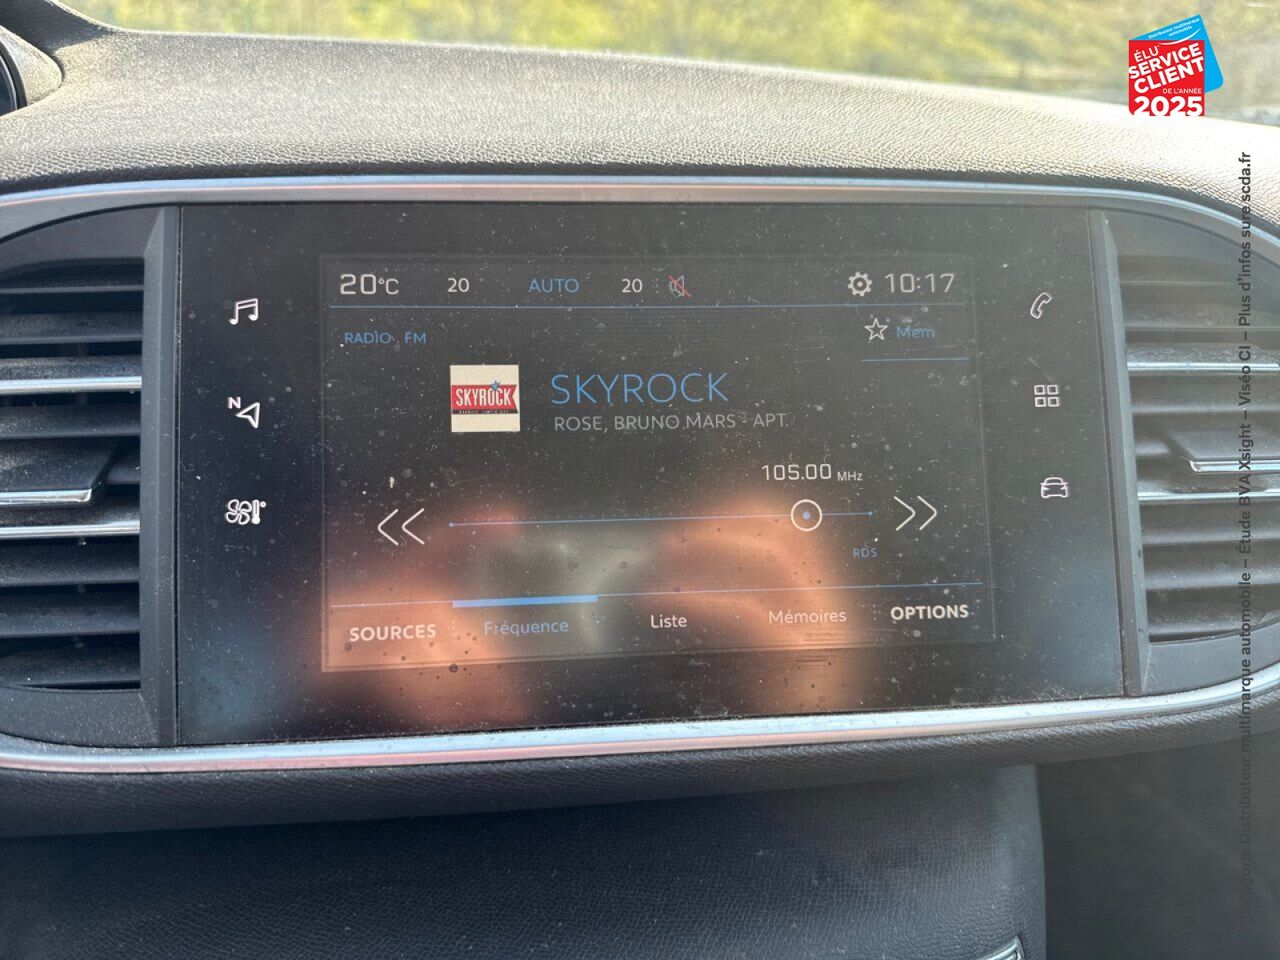 ÉLU
SERVICE
CLIENT
DE L'ANNÉE
2025
20°C 20 AUTO 20 10:17
RADIO FM
Mem
SKYROCK
SKYROCK
ROSE, BRUNO MARS - APT.
105.00 MHz
RDS
SOURCES Fréquence Liste Mémoires OPTIONS
N
Distributeur multimarque automobile – Étude BVA Xsight – Viséo CI – Plus d'infos sur escda.fr